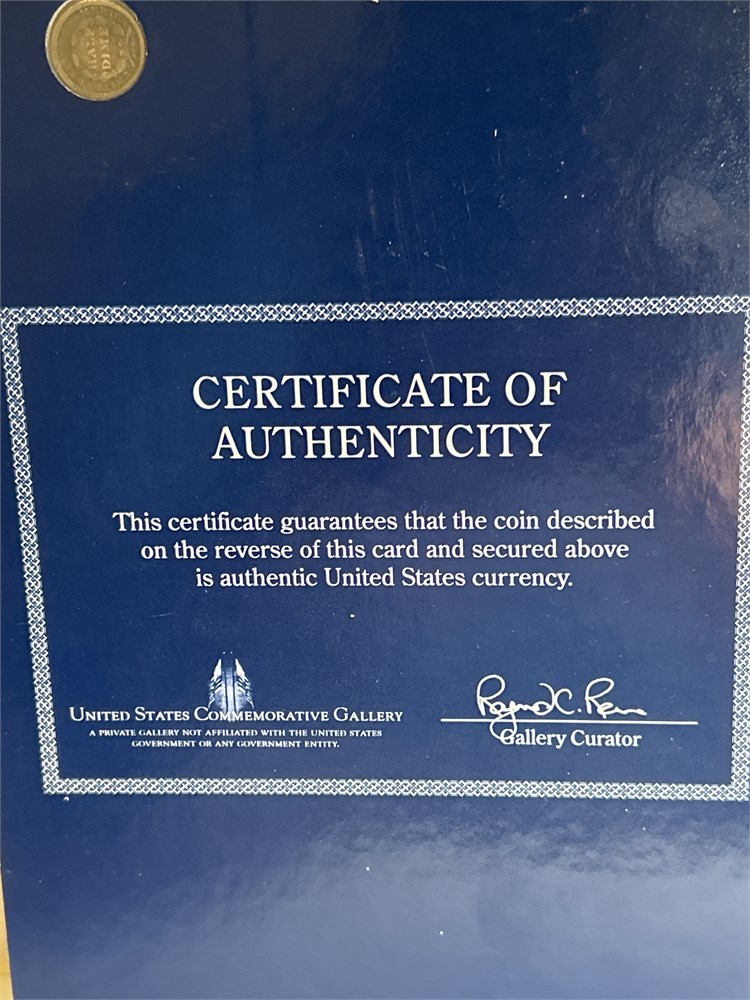 HALF
DIME
CERTIFICATE OF
AUTHENTICITY
This certificate guarantees that the coin described
on the reverse of this card and secured above
is authentic United States currency.
UNITED STATES COMMEMORATIVE GALLERY
A PRIVATE GALLERY NOT AFFILIATED WITH THE UNITED STATES
GOVERNMENT OR ANY GOVERNMENT ENTITY.
Gallery Curator